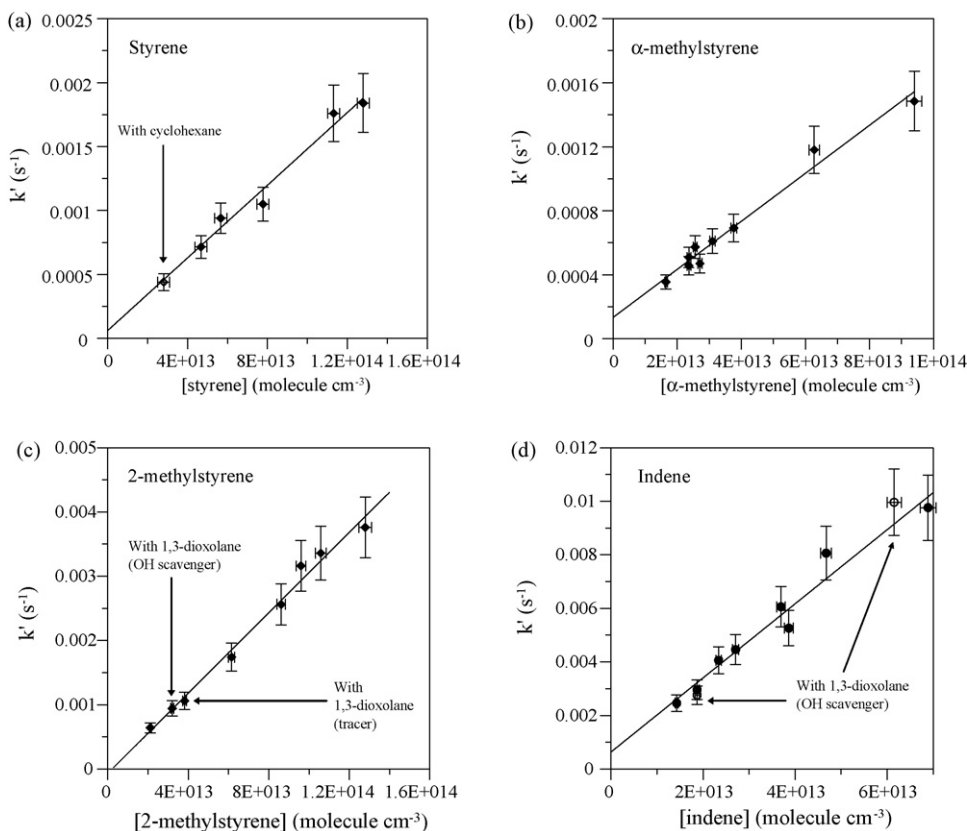 (a)
Styrene
With cyclohexane
k' (s-1)
0.0025
0.002
0.0015
0.001
0.0005
0
0 4E+013 8E+013 1.2E+014 1.6E+014
[styrene] (molecule cm-3)
(b)
α-methylstyrene
k' (s-1)
0.002
0.0016
0.0012
0.0008
0.0004
0
0 2E+013 4E+013 6E+013 8E+013 1E+014
[α-methylstyrene] (molecule cm-3)
(c)
2-methylstyrene
With 1,3-dioxolane
(OH scavenger)
With
1,3-dioxolane
(tracer)
k' (s-1)
0.005
0.004
0.003
0.002
0.001
0
0 4E+013 8E+013 1.2E+014 1.6E+014
[2-methylstyrene] (molecule cm-3)
(d)
Indene
With 1,3-dioxolane
(OH scavenger)
k' (s-1)
0.012
0.01
0.008
0.006
0.004
0.002
0
0 2E+013 4E+013 6E+013
[indene] (molecule cm-3)